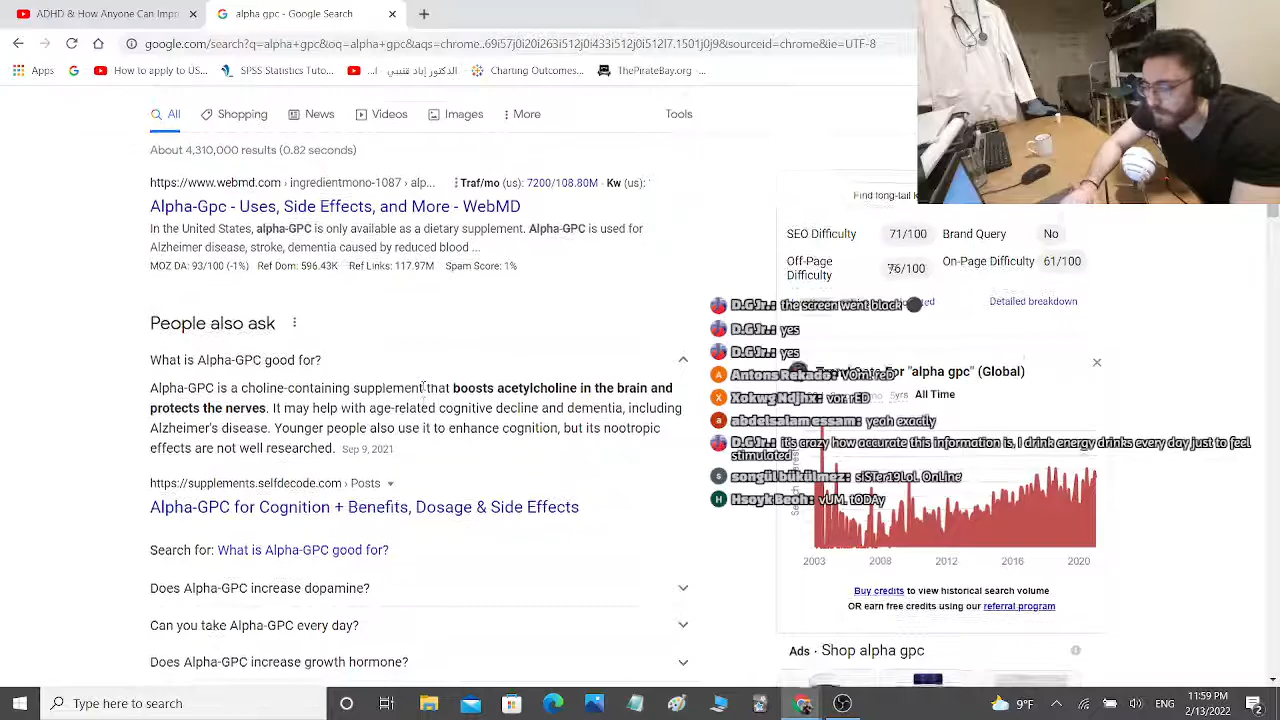 ADHD & How Anyone Can Imp
alpha gpc - Google Search
google.com/search?q=alpha+gpc&oq=alpha+gpc&aqs=chrome.
Apps
How to apply to US...
SPSS Statistics Tutor...
Charting Outcomes...
ThePirateBay.org ...
All
Shopping
News
Videos
Images
More
Tools
About 4,310,000 results (0.82 seconds)
https://www.webmd.com › ingredientmono-1087 › alp...
Traf/mo (us): 7200/108.80M - Kw (us):
Alpha-Gpc - Uses, Side Effects, and More - WebMD
In the United States, alpha-GPC is only available as a dietary supplement. Alpha-GPC is used for
Alzheimer disease, stroke, dementia caused by reduced blood ...
MOZ DA: 93/100 (-1%) Ref Dom: 596.43K Ref Links: 117.97M Spam Score: 1%
People also ask
What is Alpha-GPC good for?
Alpha-GPC is a choline-containing supplement that boosts acetylcholine in the brain and
protects the nerves. It may help with age-related cognitive decline and dementia, including
Alzheimer's disease. Younger people also use it to enhance cognition, but its nootropic
effects are not well researched. Sep 9, 2021
https://supplements.selfdecode.com › Posts
Alpha-GPC for Cognition + Benefits, Dosage & Side Effects
Search for: What is Alpha-GPC good for?
Does Alpha-GPC increase dopamine?
Can you take Alpha-GPC every day?
Does Alpha-GPC increase growth hormone?
Find long-tail
SEO Difficulty 71/100 Brand Query No
Off-Page Difficulty 76/100 On-Page Difficulty 61/100
Detailed breakdown
for "alpha gpc" (Global)
5yrs All Time
D.G.Jr.: the screen went black
D.G.Jr.: yes
D.G.Jr.: yes
Antons Rekado: VOm reD
Xokwg Ndjhx: vor rED
abdelsalam essam: yeah exactly
D.G.Jr.: it's crazy how accurate this information is, I drink energy drinks every day just to feel
stimulated
songül bükülmez: siSTer19LoL OnLine
Hsoyk Beoh: vUM. tODAy
2003 2008 2012 2016 2020
Buy credits to view historical search volume
OR earn free credits using our referral program
Ads · Shop alpha gpc
Type here to search
9°F
ENG
11:59 PM
2/13/2022
2